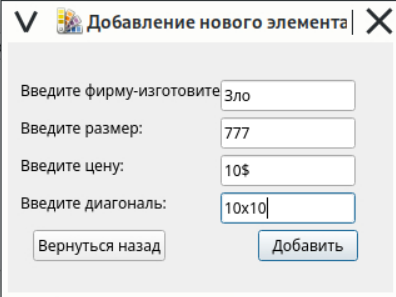 Добавление нового элемента
Введите фирму-изготовите Зло
Введите размер: 777
Введите цену: 10$
Введите диагональ: 10x10
Вернуться назад Добавить